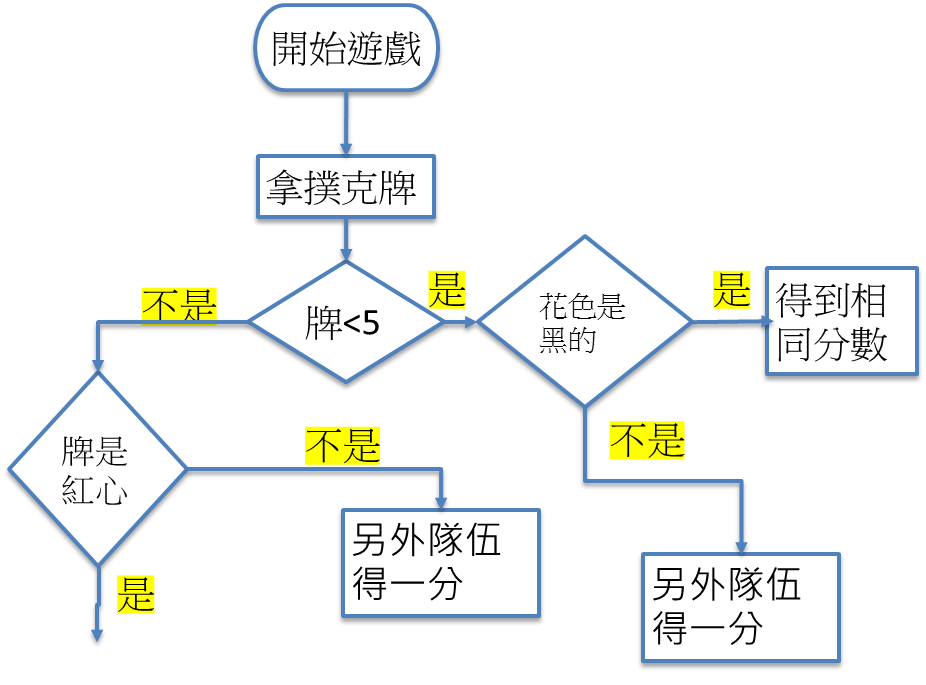 開始遊戲
拿撲克牌
不是
牌<5
是
花色是
黑的
是
得到相
同分數
牌是
紅心
不是
不是
另外隊伍
得一分
另外隊伍
得一分
是